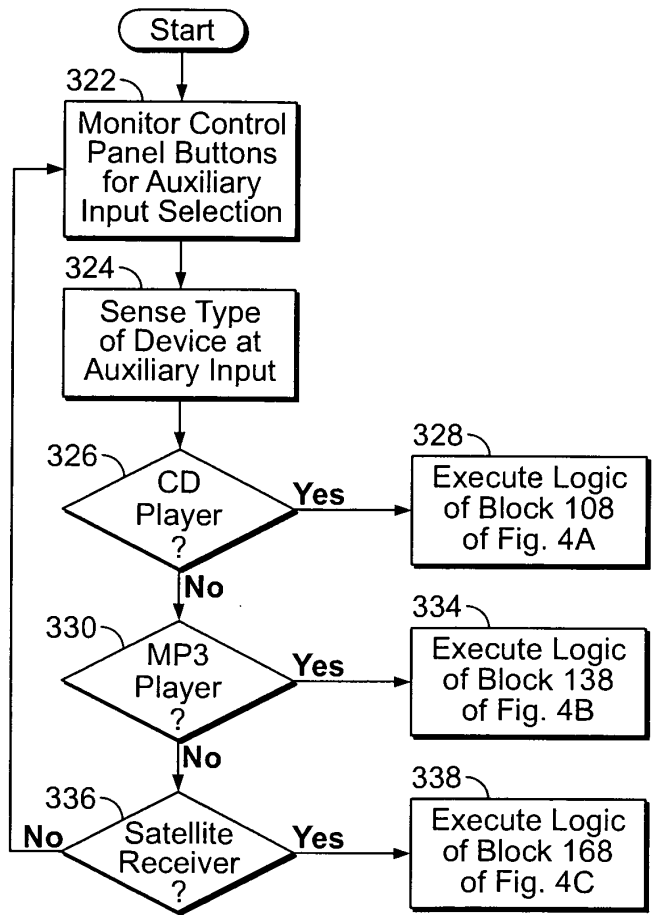 Start
322
Monitor Control
Panel Buttons
for Auxiliary
Input Selection
324
Sense Type
of Device at
Auxiliary Input
326
CD
Player
?
Yes
328
Execute Logic
of Block 108
of Fig. 4A
No
330
MP3
Player
?
Yes
334
Execute Logic
of Block 138
of Fig. 4B
No
336
No
Satellite
Receiver
?
Yes
338
Execute Logic
of Block 168
of Fig. 4C